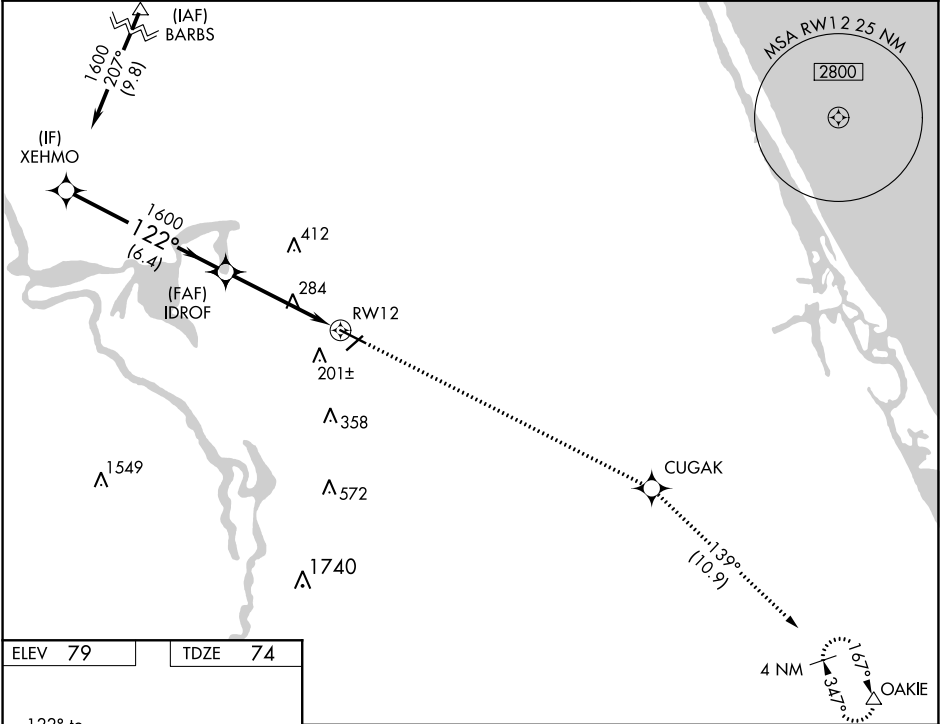 (IAF)
BARBS
1600
207°
(9.8)
MSA RW12 25 NM
2800
(IF)
XEHMO
1600
122°
(6.4)
412
(FAF)
IDROF
284
RW12
201±
358
1549
572
CUGAK
1740
139°
(10.9)
ELEV 79
TDZE 74
4 NM
167°
347°
OAKIE